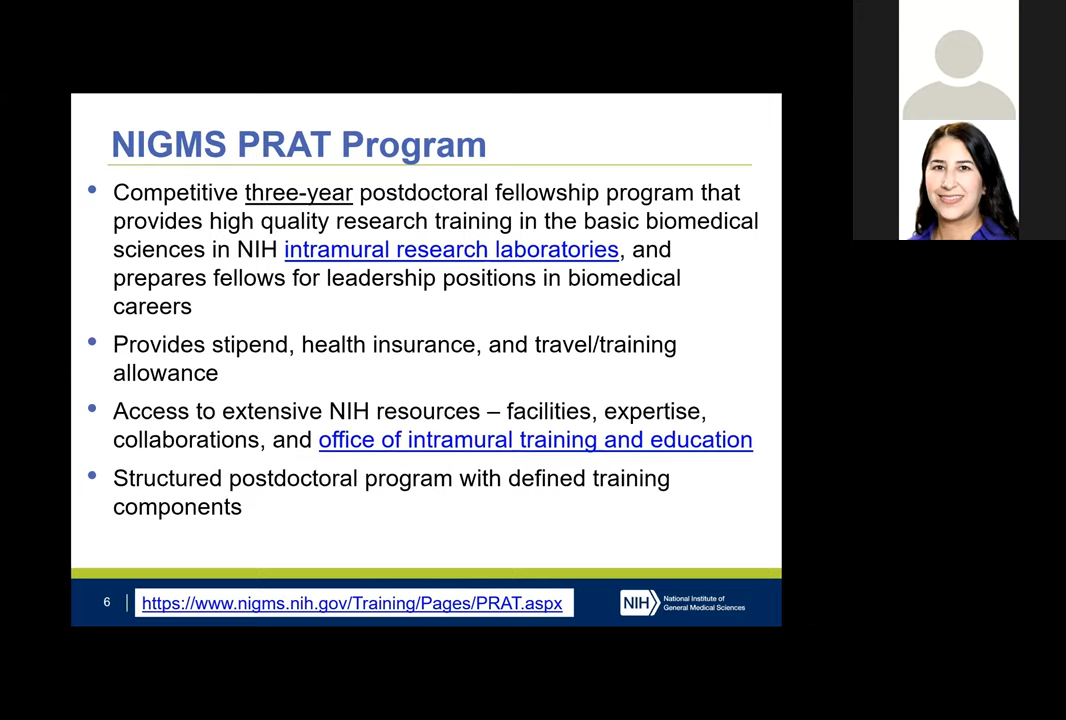 NIGMS PRAT Program
• Competitive three-year postdoctoral fellowship program that
provides high quality research training in the basic biomedical
sciences in NIH intramural research laboratories, and
prepares fellows for leadership positions in biomedical
careers
• Provides stipend, health insurance, and travel/training
allowance
• Access to extensive NIH resources – facilities, expertise,
collaborations, and office of intramural training and education
• Structured postdoctoral program with defined training
components
6
https://www.nigms.nih.gov/Training/Pages/PRAT.aspx
NIH
National Institute of
General Medical Sciences